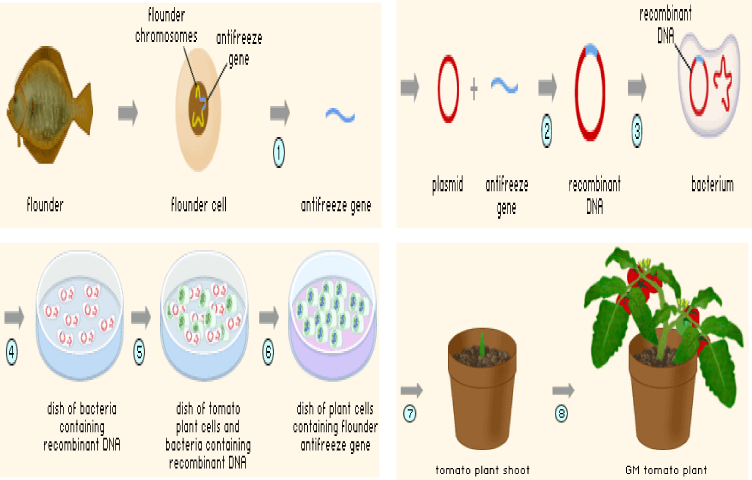 flounder
chromosomes
antifreeze
gene
1
flounder
flounder cell
antifreeze gene
recombinant
DNA
+
2
3
plasmid
antifreeze
gene
recombinant
DNA
bacterium
4
5
6
dish of bacteria
containing
recombinant DNA
dish of tomato
plant cells and
bacteria containing
recombinant DNA
dish of plant cells
containing flounder
antifreeze gene
7
8
tomato plant shoot
GM tomato plant